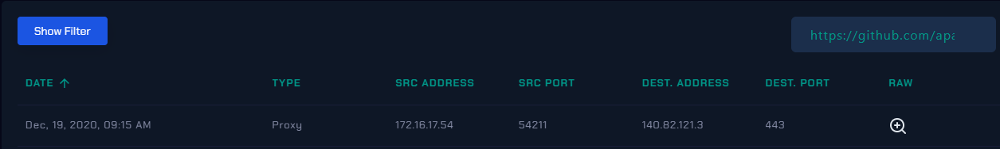 Show Filter
https://github.com/apa
DATE TYPE SRC ADDRESS SRC PORT DEST. ADDRESS DEST. PORT RAW
Dec, 19, 2020, 09:15 AM Proxy 172.16.17.54 54211 140.82.121.3 443